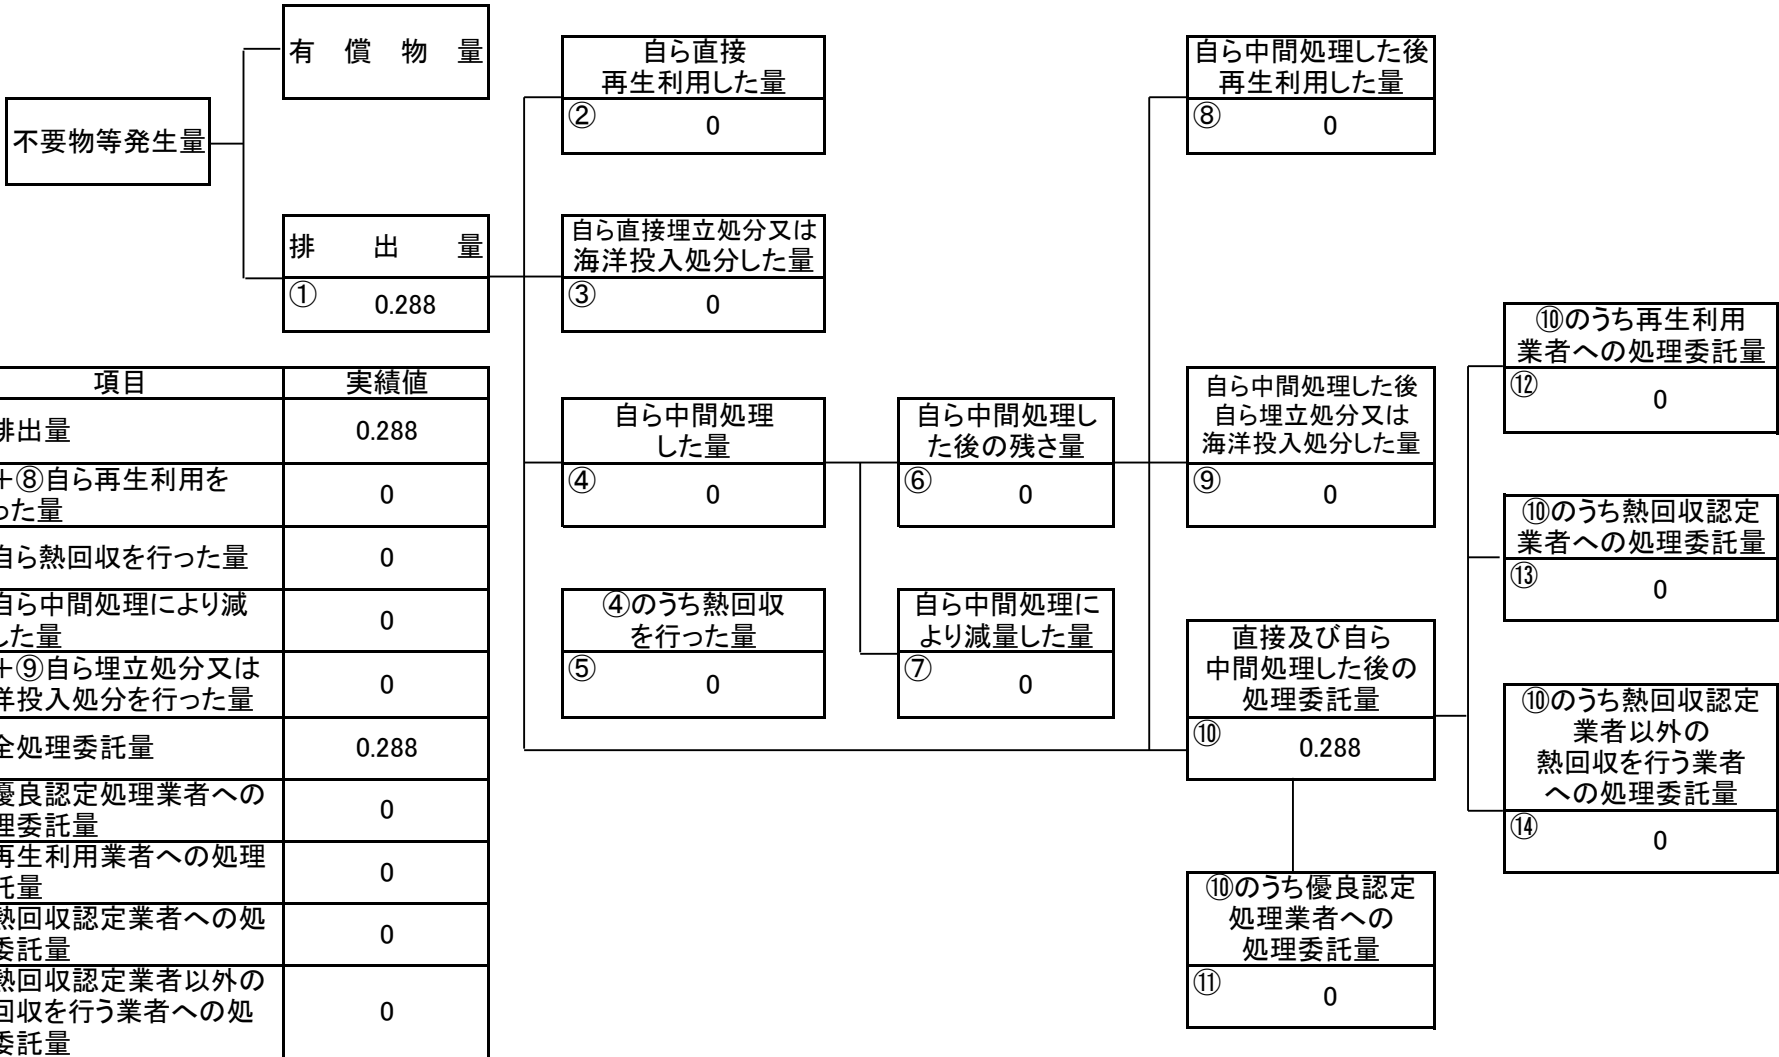 有償物量
不要物等発生量
排出量
① 0.288
自ら直接
再生利用した量
② 0
自ら直接埋立処分又は
海洋投入処分した量
③ 0
自ら中間処理
した量
④ 0
④のうち熱回収
を行った量
⑤ 0
自ら中間処理し
た後の残さ量
⑥ 0
自ら中間処理に
より減量した量
⑦ 0
自ら中間処理した後
再生利用した量
⑧ 0
自ら中間処理した後
自ら埋立処分又は
海洋投入処分した量
⑨ 0
直接及び自ら
中間処理した後の
処理委託量
⑩ 0.288
⑩のうち優良認定
処理業者への
処理委託量
⑪ 0
⑩のうち再生利用
業者への処理委託量
⑫ 0
⑩のうち熱回収認定
業者への処理委託量
⑬ 0
⑩のうち熱回収認定
業者以外の
熱回収を行う業者
への処理委託量
⑭ 0
項目 実績値
排出量 0.288
+⑧自ら再生利用を
った量 0
自ら熱回収を行った量 0
自ら中間処理により減
した量 0
+⑨自ら埋立処分又は
洋投入処分を行った量 0
全処理委託量 0.288
優良認定処理業者への
理委託量 0
再生利用業者への処理
託量 0
熱回収認定業者への処
委託量 0
熱回収認定業者以外の
回収を行う業者への処
委託量 0